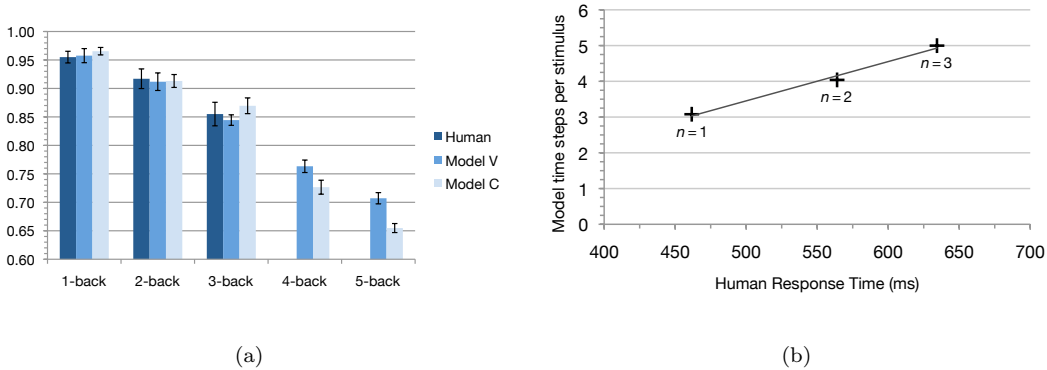 1.00
0.95
0.90
0.85
0.80
0.75
0.70
0.65
0.60
1-back 2-back 3-back 4-back 5-back
Human
Model V
Model C
(a)
Model time steps per stimulus
6
5
4
3
2
1
0
n = 1
n = 2
n = 3
400 450 500 550 600 650 700
Human Response Time (ms)
(b)